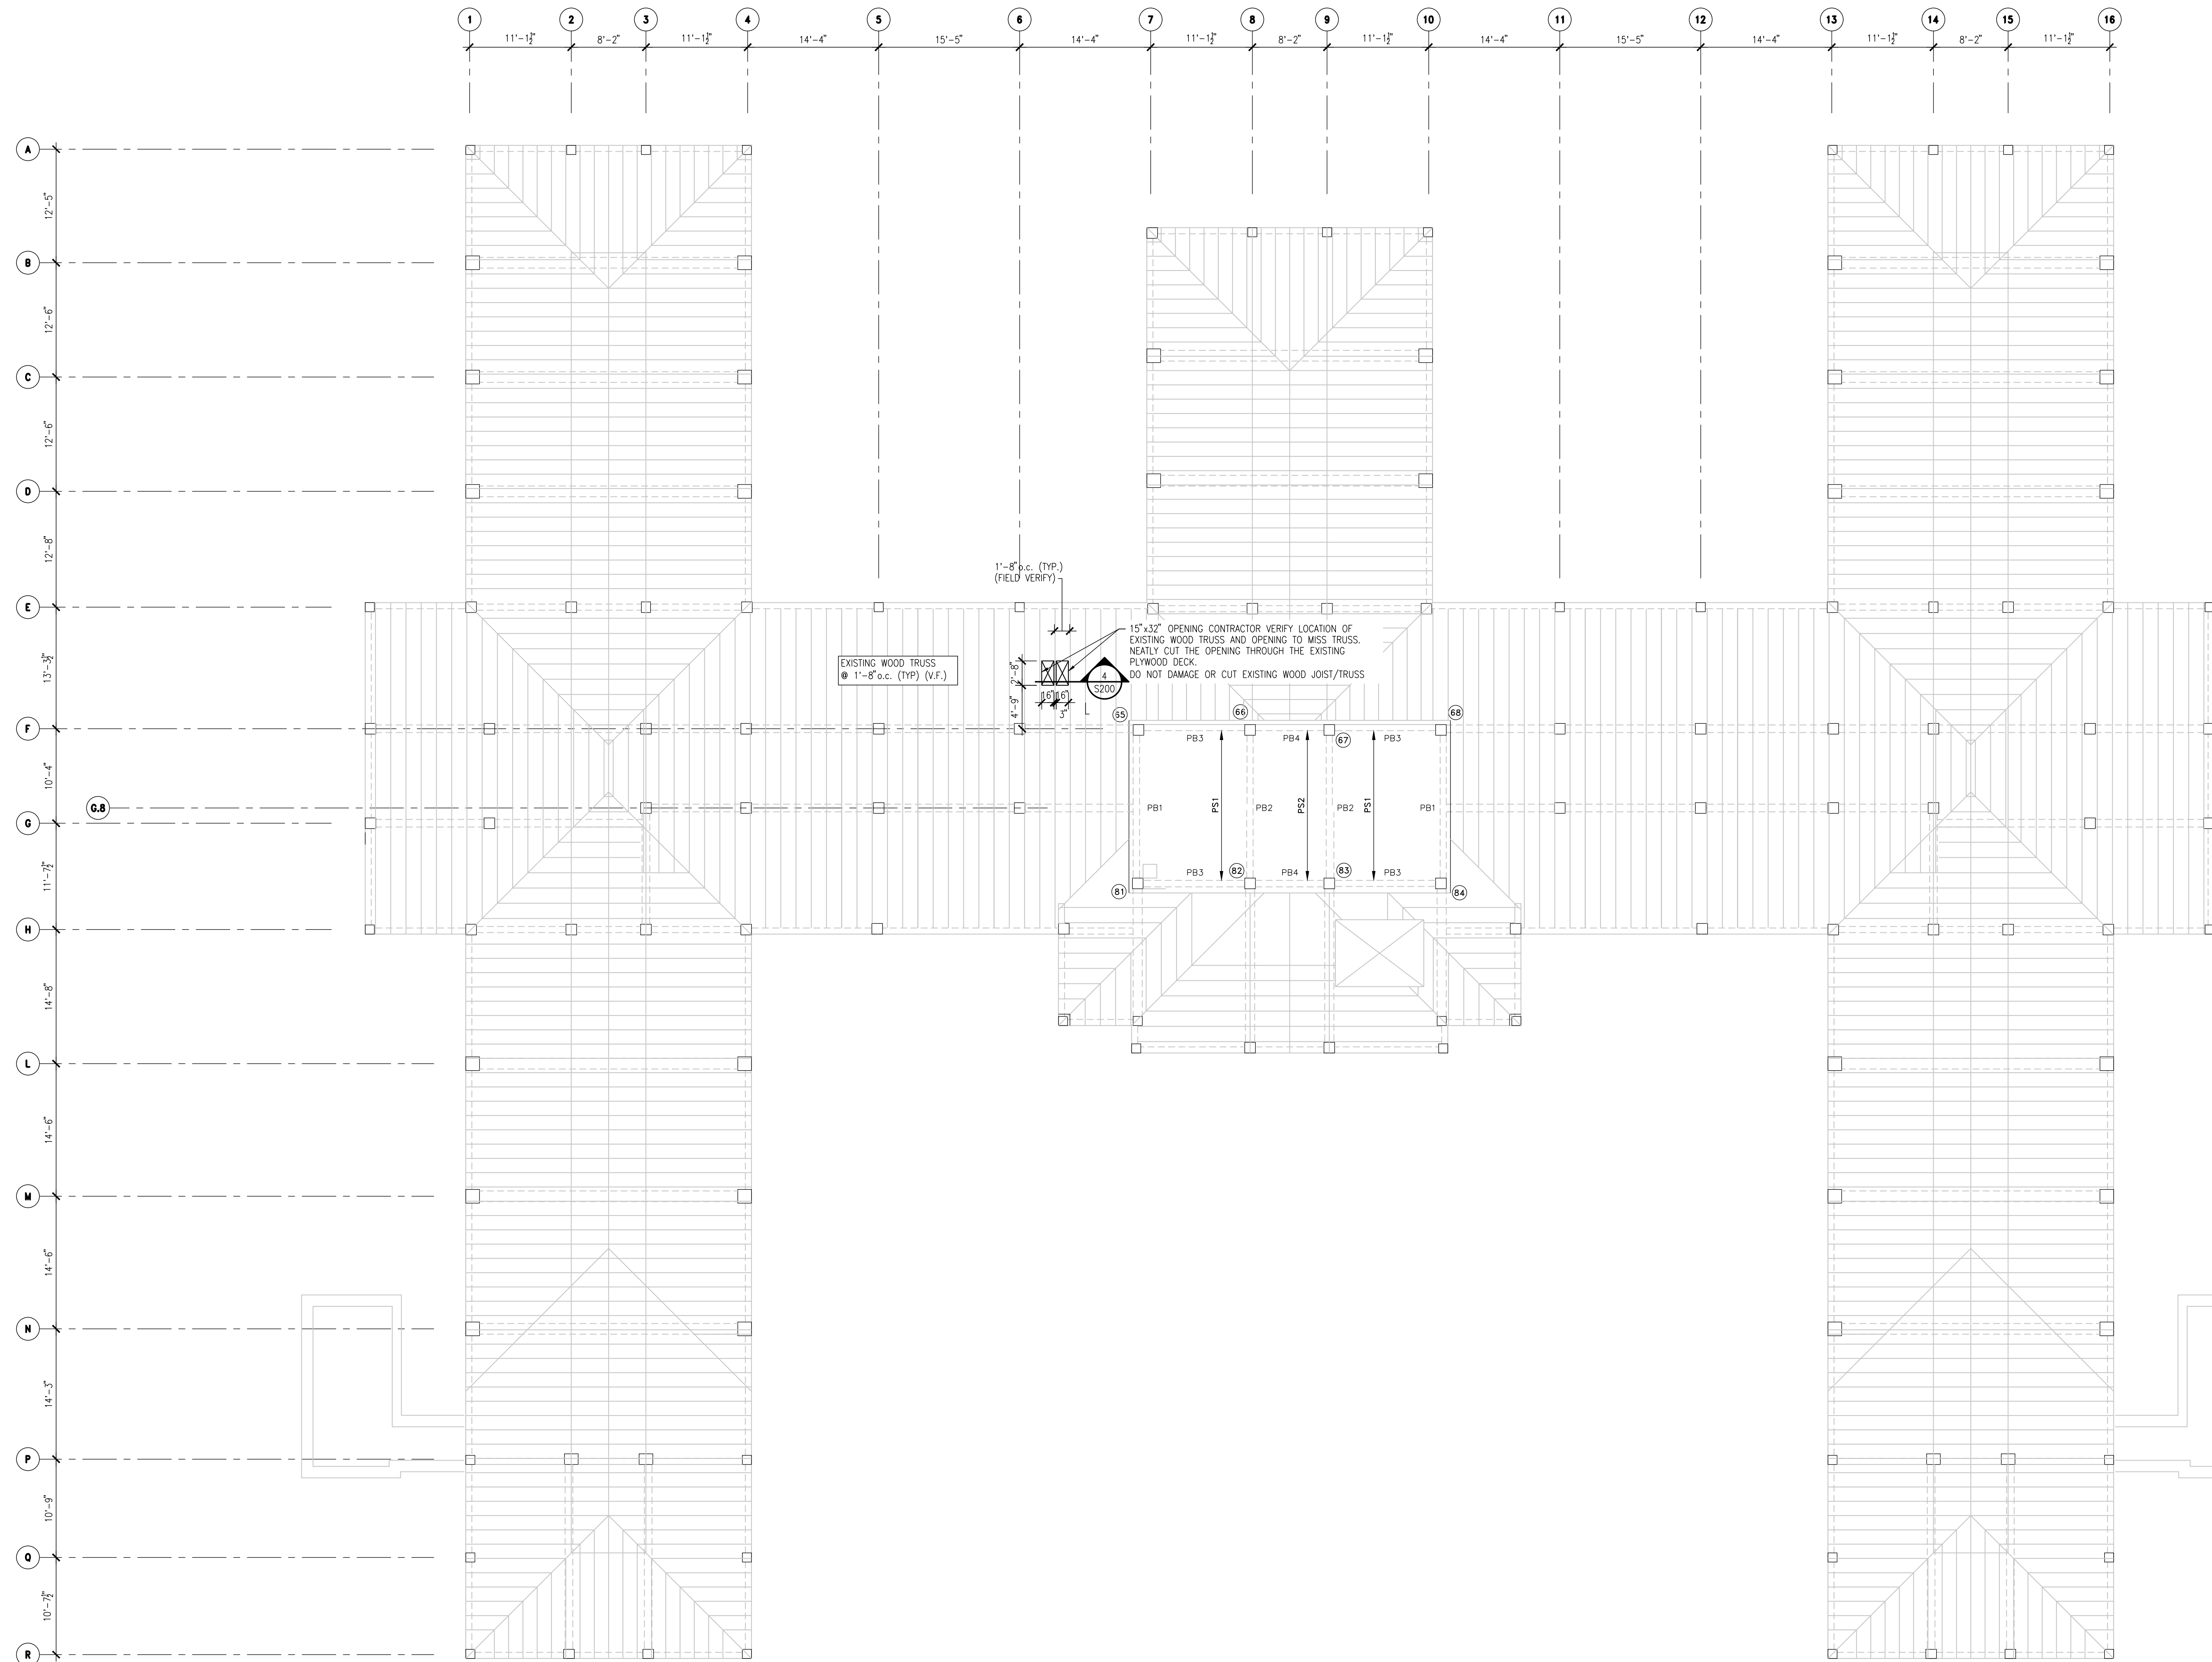 1 2 3 4 5 6 7 8 9 10 11 12 13 14 15 16
11'-1½" 8'-2" 11'-1½" 14'-4" 15'-5" 14'-4" 11'-1½" 8'-2" 11'-1½" 14'-4" 15'-5" 14'-4" 11'-1½" 8'-2" 11'-1½"
A
12'-5"
B
12'-6"
C
12'-6"
D
12'-8"
E
13'-3½"
F
10'-4"
G.8
G
11'-7½"
H
14'-8"
L
14'-6"
M
14'-6"
N
14'-3"
P
10'-9"
Q
10'-7½"
R
1'-8"o.c. (TYP.)
(FIELD VERIFY)
15"x32" OPENING CONTRACTOR VERIFY LOCATION OF
EXISTING WOOD TRUSS AND OPENING TO MISS TRUSS.
NEATLY CUT THE OPENING THROUGH THE EXISTING
PLYWOOD DECK.
DO NOT DAMAGE OR CUT EXISTING WOOD JOIST/TRUSS
EXISTING WOOD TRUSS
@ 1'-8"o.c. (TYP) (V.F.)
2'-8"
4'-9"
16" 16"
3"
4
S200
65 66 68
PB3 PB4 67 PB3
PB1 PS1 PB2 PS2 PB2 PS1 PB1
PB3 82 PB4 83 PB3
81 84